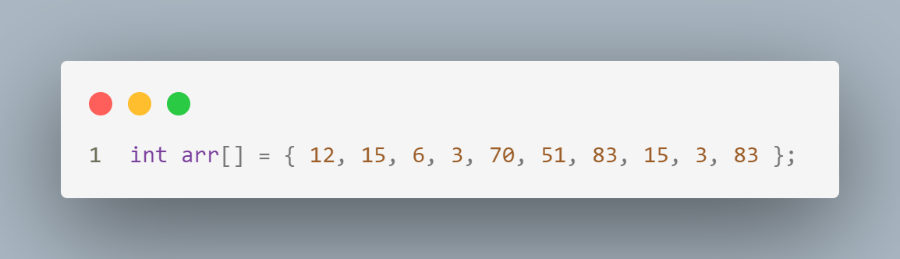 1 int arr[] = { 12, 15, 6, 3, 70, 51, 83, 15, 3, 83 };